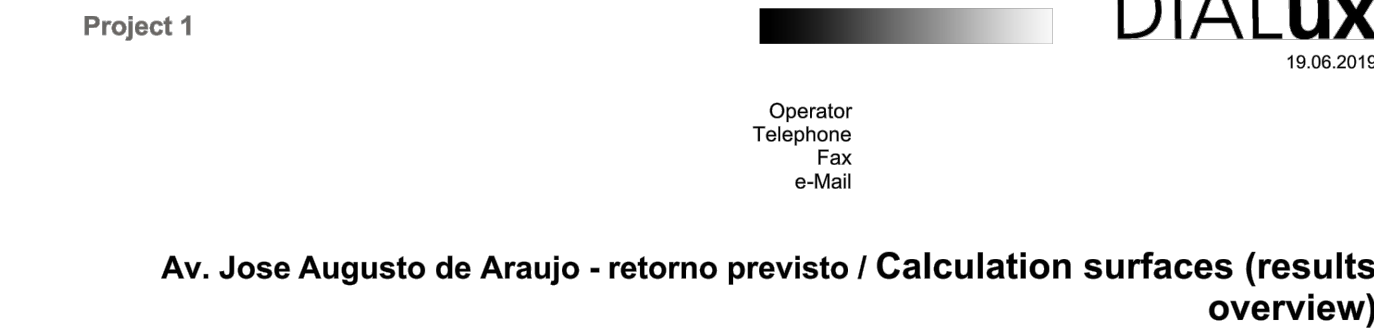 Project 1
DIALux
19.06.2019
Operator
Telephone
Fax
e-Mail
Av. Jose Augusto de Araujo - retorno previsto / Calculation surfaces (results
overview)